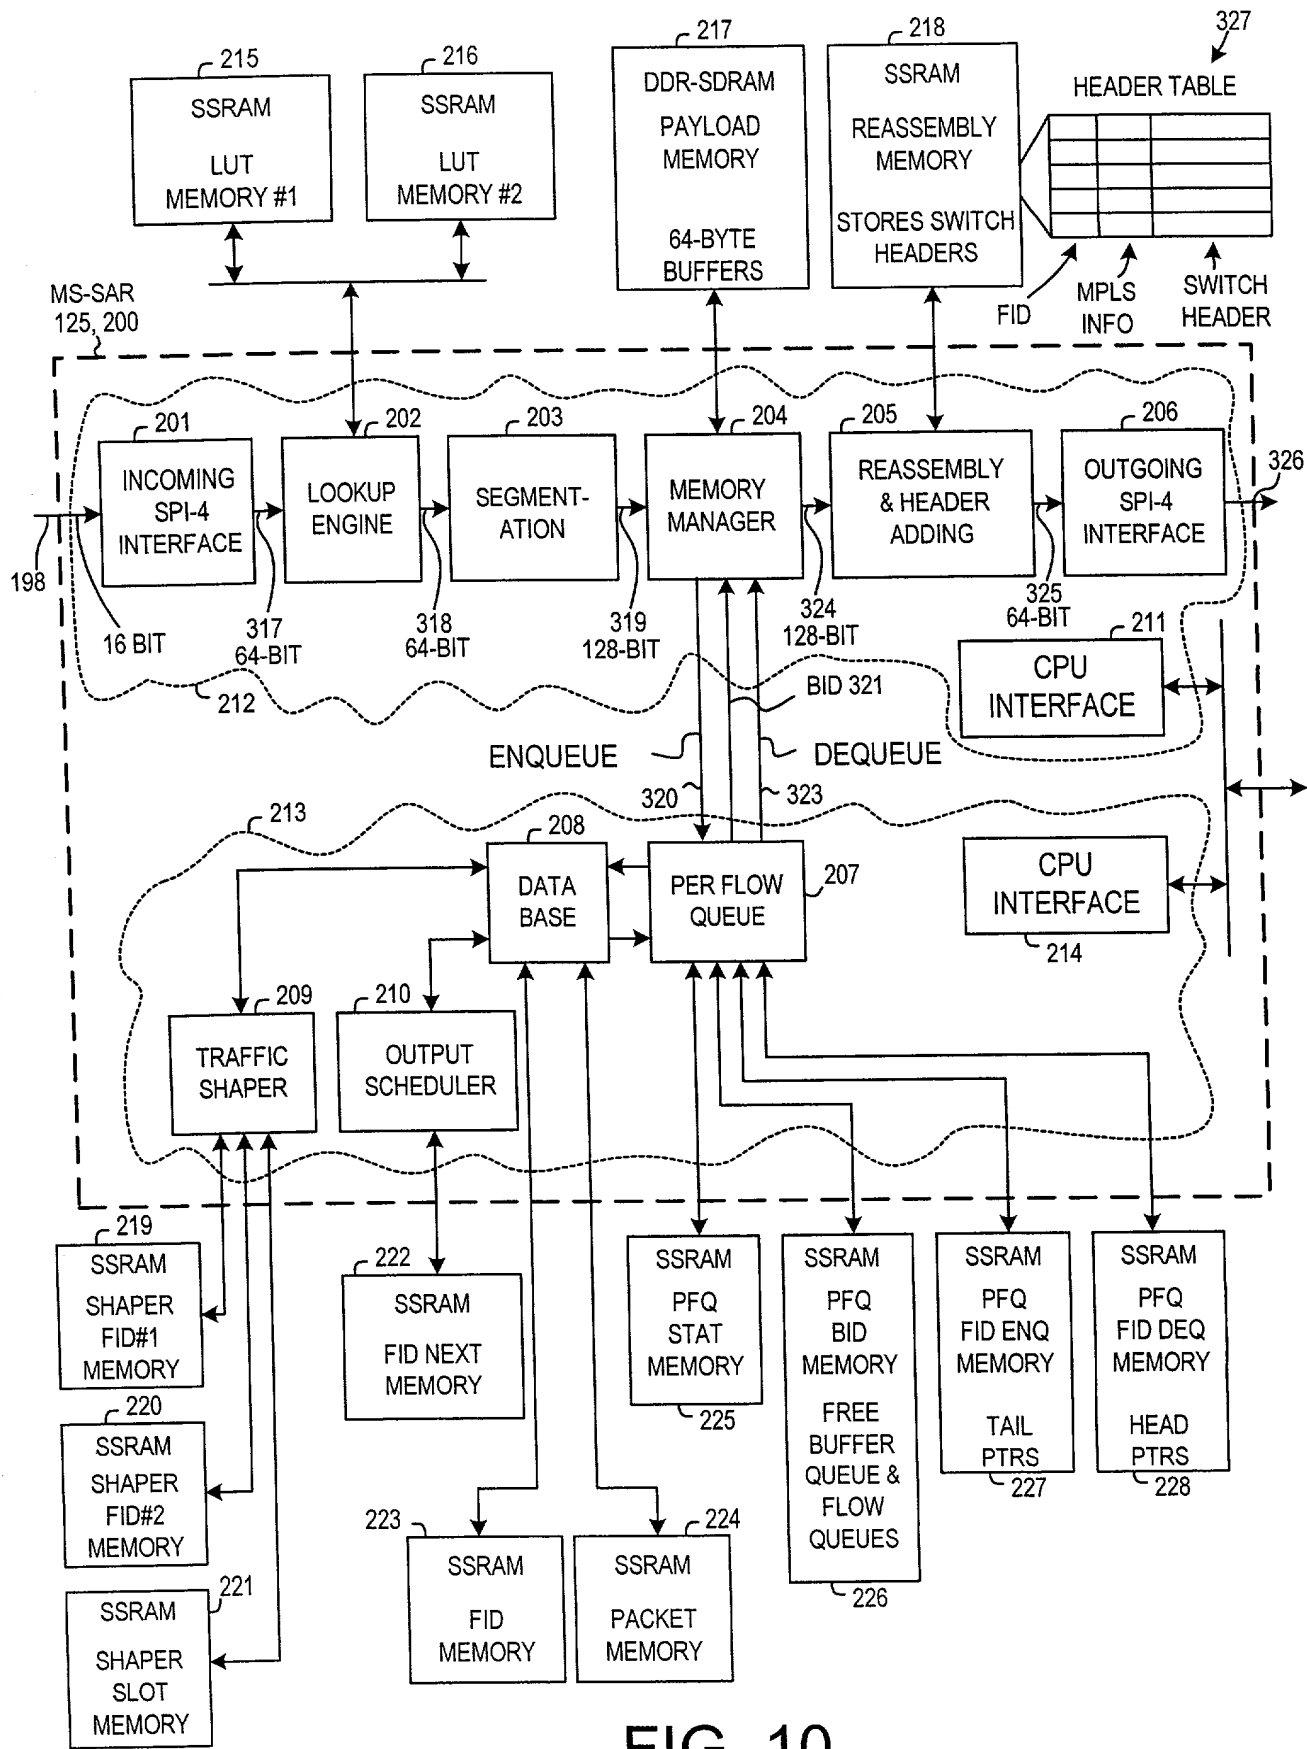 215
SSRAM
LUT
MEMORY #1
216
SSRAM
LUT
MEMORY #2
217
DDR-SDRAM
PAYLOAD
MEMORY
64-BYTE
BUFFERS
218
SSRAM
REASSEMBLY
MEMORY
STORES SWITCH
HEADERS
327
HEADER TABLE
FID
MPLS
INFO
SWITCH
HEADER
MS-SAR
125, 200
201
INCOMING
SPI-4
INTERFACE
202
LOOKUP
ENGINE
203
SEGMENT-
ATION
204
MEMORY
MANAGER
205
REASSEMBLY
& HEADER
ADDING
206
OUTGOING
SPI-4
INTERFACE
326
198
16 BIT
317
64-BIT
318
64-BIT
319
128-BIT
324
128-BIT
325
64-BIT
211
CPU
INTERFACE
212
BID 321
ENQUEUE
DEQUEUE
320
323
213
208
DATA
BASE
PER FLOW
QUEUE
207
CPU
INTERFACE
214
209
TRAFFIC
SHAPER
210
OUTPUT
SCHEDULER
219
SSRAM
SHAPER
FID#1
MEMORY
220
SSRAM
SHAPER
FID#2
MEMORY
221
SSRAM
SHAPER
SLOT
MEMORY
222
SSRAM
FID NEXT
MEMORY
223
SSRAM
FID
MEMORY
224
SSRAM
PACKET
MEMORY
SSRAM
PFQ
STAT
MEMORY
225
SSRAM
PFQ
BID
MEMORY
FREE
BUFFER
QUEUE &
FLOW
QUEUES
226
SSRAM
PFQ
FID ENQ
MEMORY
TAIL
PTRS
227
SSRAM
PFQ
FID DEQ
MEMORY
HEAD
PTRS
228
FIG. 10